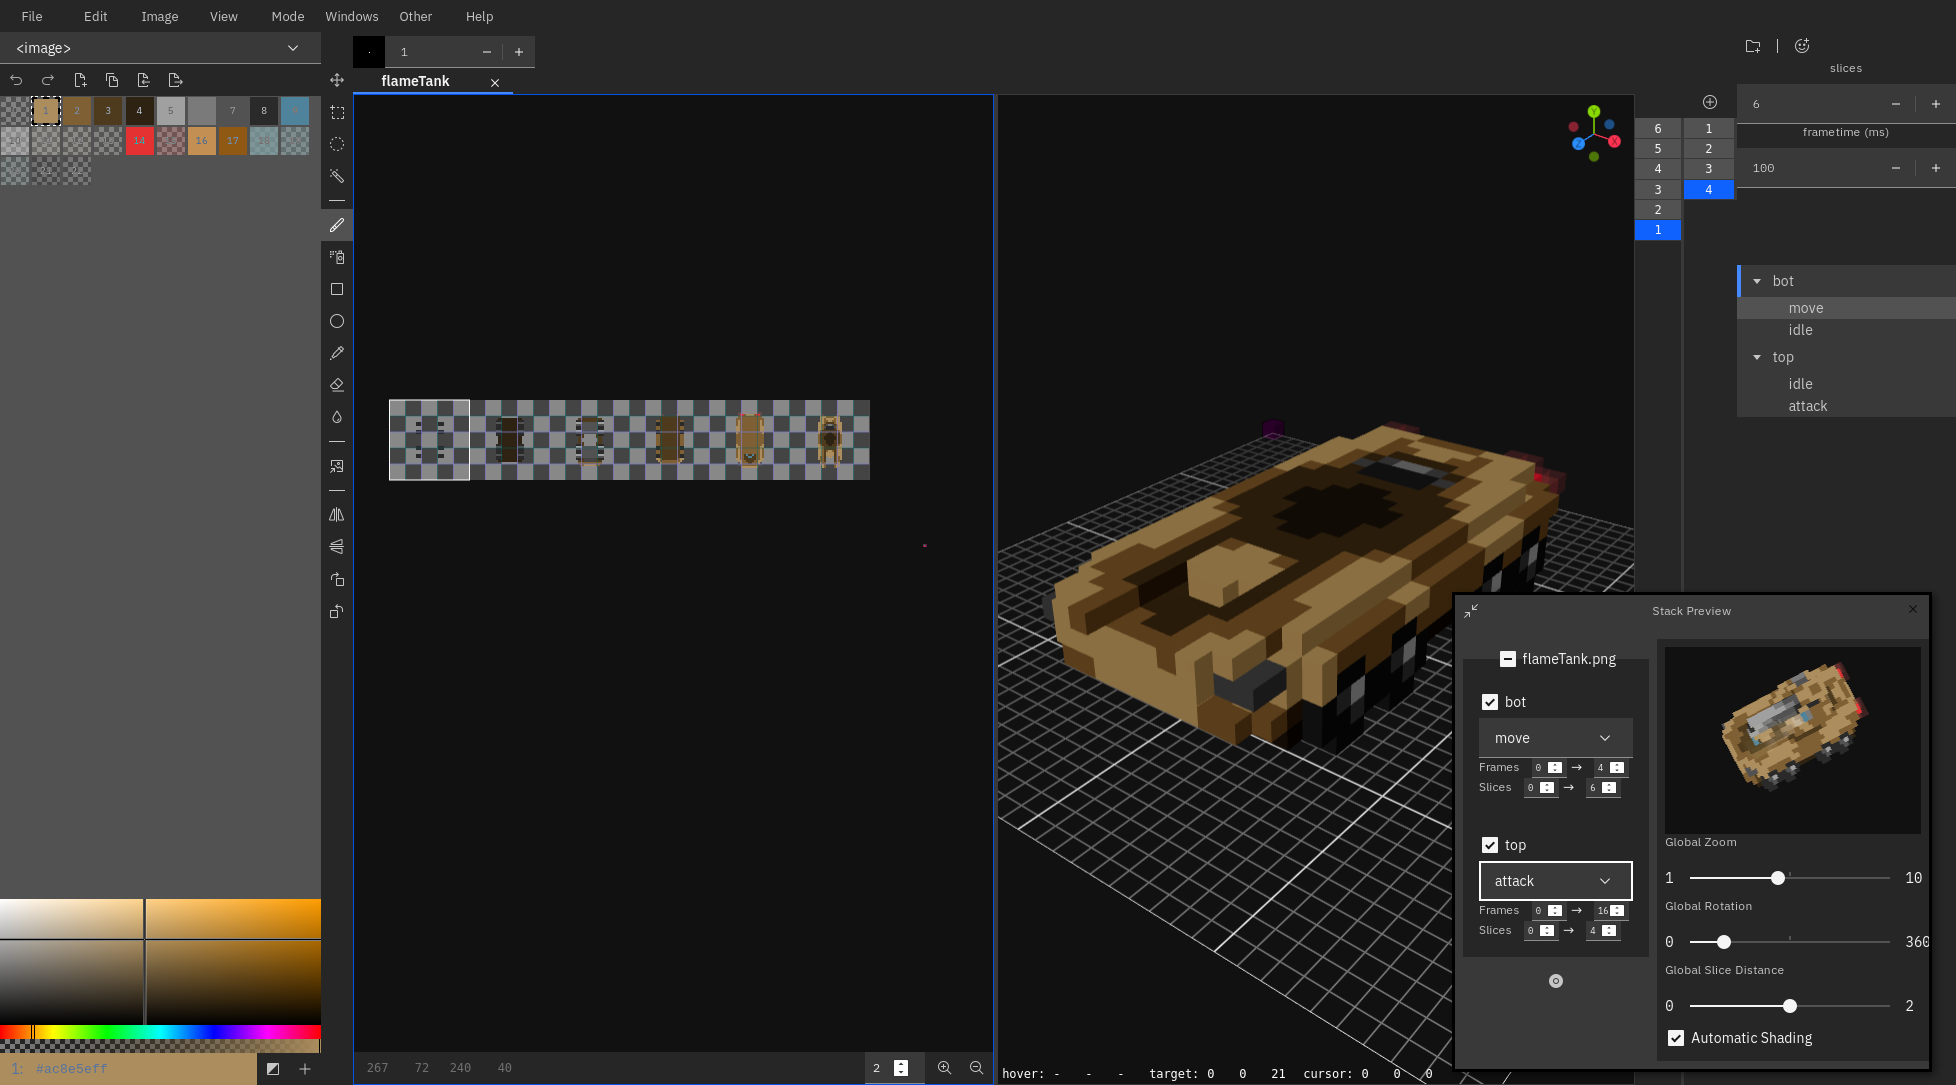 File Edit Image View Mode Windows Other Help
<image>
1
flameTank
slices
6
frametime (ms)
100
1 2 3 4 5 7 8
14 16 17
6 1
5 2
4 3
3 4
2
1
bot
move
idle
top
idle
attack
Stack Preview
flameTank.png
bot
move
Frames 0 → 4
Slices 0 → 6
top
attack
Frames 0 → 16
Slices 0 → 4
Global Zoom
1 10
Global Rotation
0 360
Global Slice Distance
0 2
Automatic Shading
Y
X
Z
1: #ac8e5eff
267 72 240 40
2
hover: - - - target: 0 0 21 cursor: 0 0 0